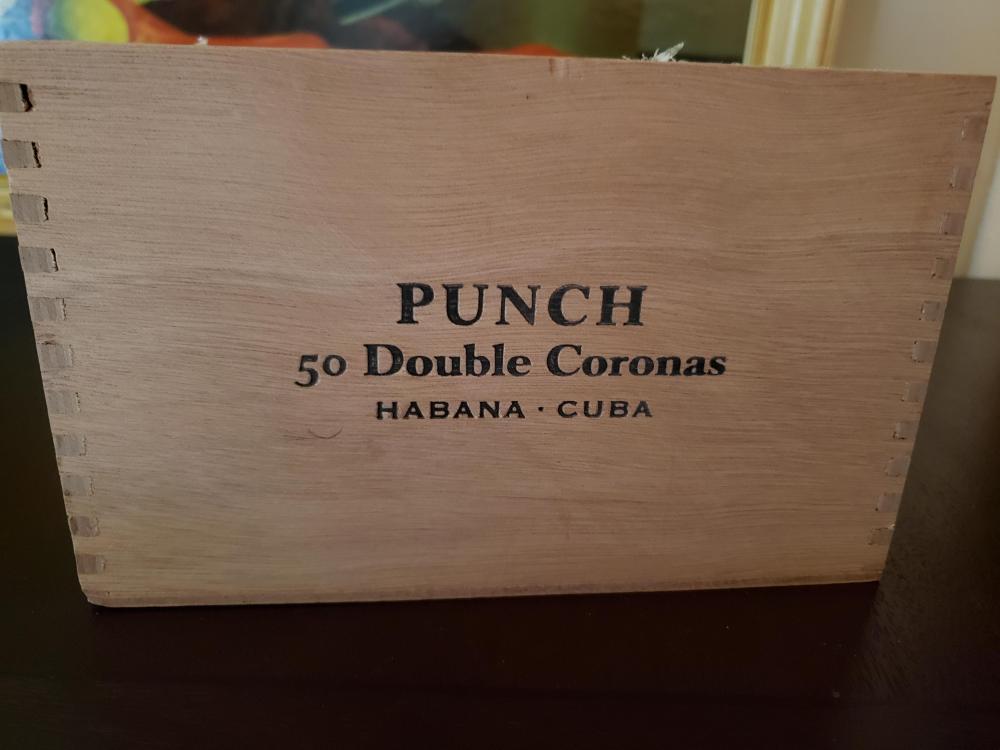 PUNCH
50 Double Coronas
HABANA · CUBA